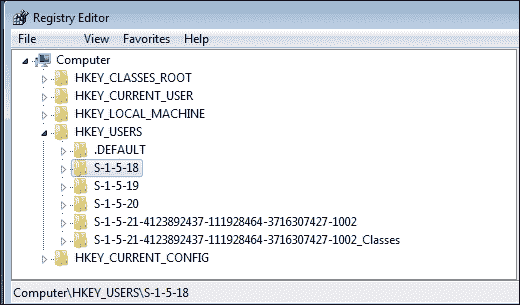 Registry Editor
File View Favorites Help
Computer
HKEY_CLASSES_ROOT
HKEY_CURRENT_USER
HKEY_LOCAL_MACHINE
HKEY_USERS
.DEFAULT
S-1-5-18
S-1-5-19
S-1-5-20
S-1-5-21-4123892437-111928464-3716307427-1002
S-1-5-21-4123892437-111928464-3716307427-1002_Classes
HKEY_CURRENT_CONFIG
Computer\HKEY_USERS\S-1-5-18